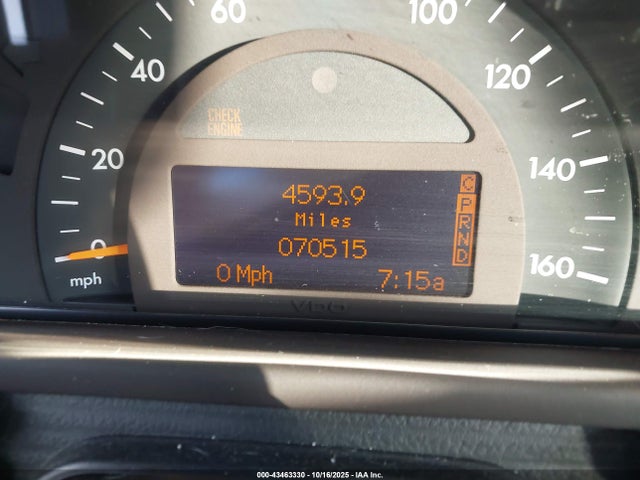 60 100
40 120
CHECK
ENGINE
20 140
4593.9
Miles
070515
0 Mph 7:15a
C
P
R
N
D
0 160
mph
VDO
000-43463330 - 10/16/2025 - IAA Inc.